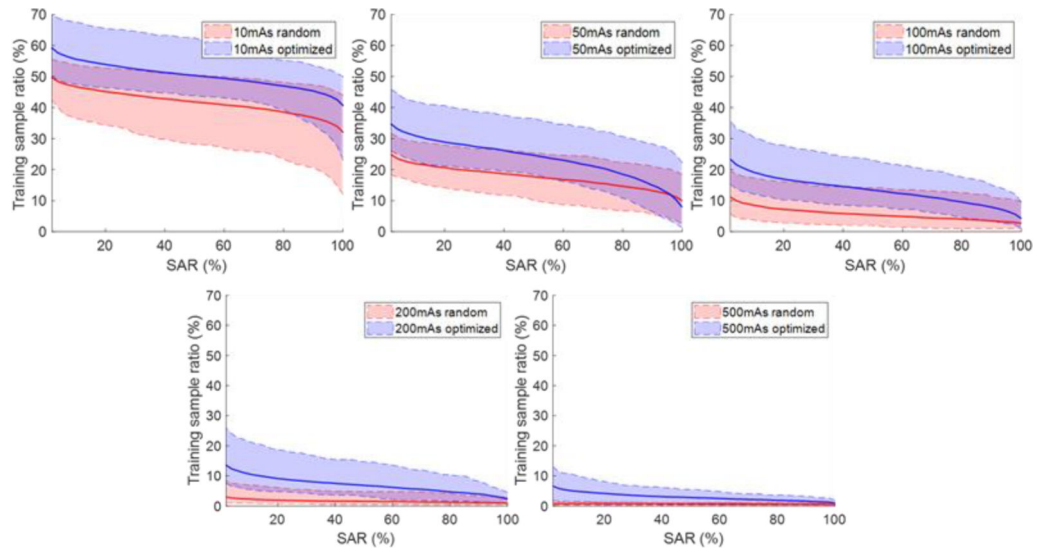 70
60
50
40
30
20
10
0
Training sample ratio (%)
10mAs random
10mAs optimized
20 40 60 80 100
SAR (%)
70
60
50
40
30
20
10
0
Training sample ratio (%)
50mAs random
50mAs optimized
20 40 60 80 100
SAR (%)
70
60
50
40
30
20
10
0
Training sample ratio (%)
100mAs random
100mAs optimized
20 40 60 80 100
SAR (%)
70
60
50
40
30
20
10
0
Training sample ratio (%)
200mAs random
200mAs optimized
20 40 60 80 100
SAR (%)
70
60
50
40
30
20
10
0
Training sample ratio (%)
500mAs random
500mAs optimized
20 40 60 80 100
SAR (%)